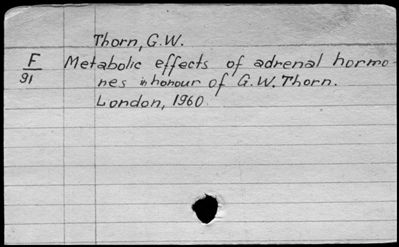 Thorn, G.W.
F Metabolic effects of adrenal hormo-
91 nes in honour of G.W. Thorn.
London, 1960